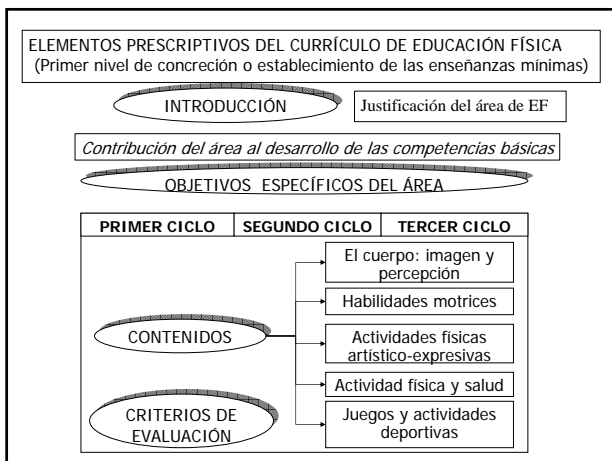 ELEMENTOS PRESCRIPTIVOS DEL CURRÍCULO DE EDUCACIÓN FÍSICA
(Primer nivel de concreción o establecimiento de las enseñanzas mínimas)
INTRODUCCIÓN
Justificación del área de EF
Contribución del área al desarrollo de las competencias básicas
OBJETIVOS ESPECÍFICOS DEL ÁREA
PRIMER CICLO
SEGUNDO CICLO
TERCER CICLO
CONTENIDOS
El cuerpo: imagen y
percepción
Habilidades motrices
Actividades físicas
artístico-expresivas
Actividad física y salud
Juegos y actividades
deportivas
CRITERIOS DE
EVALUACIÓN